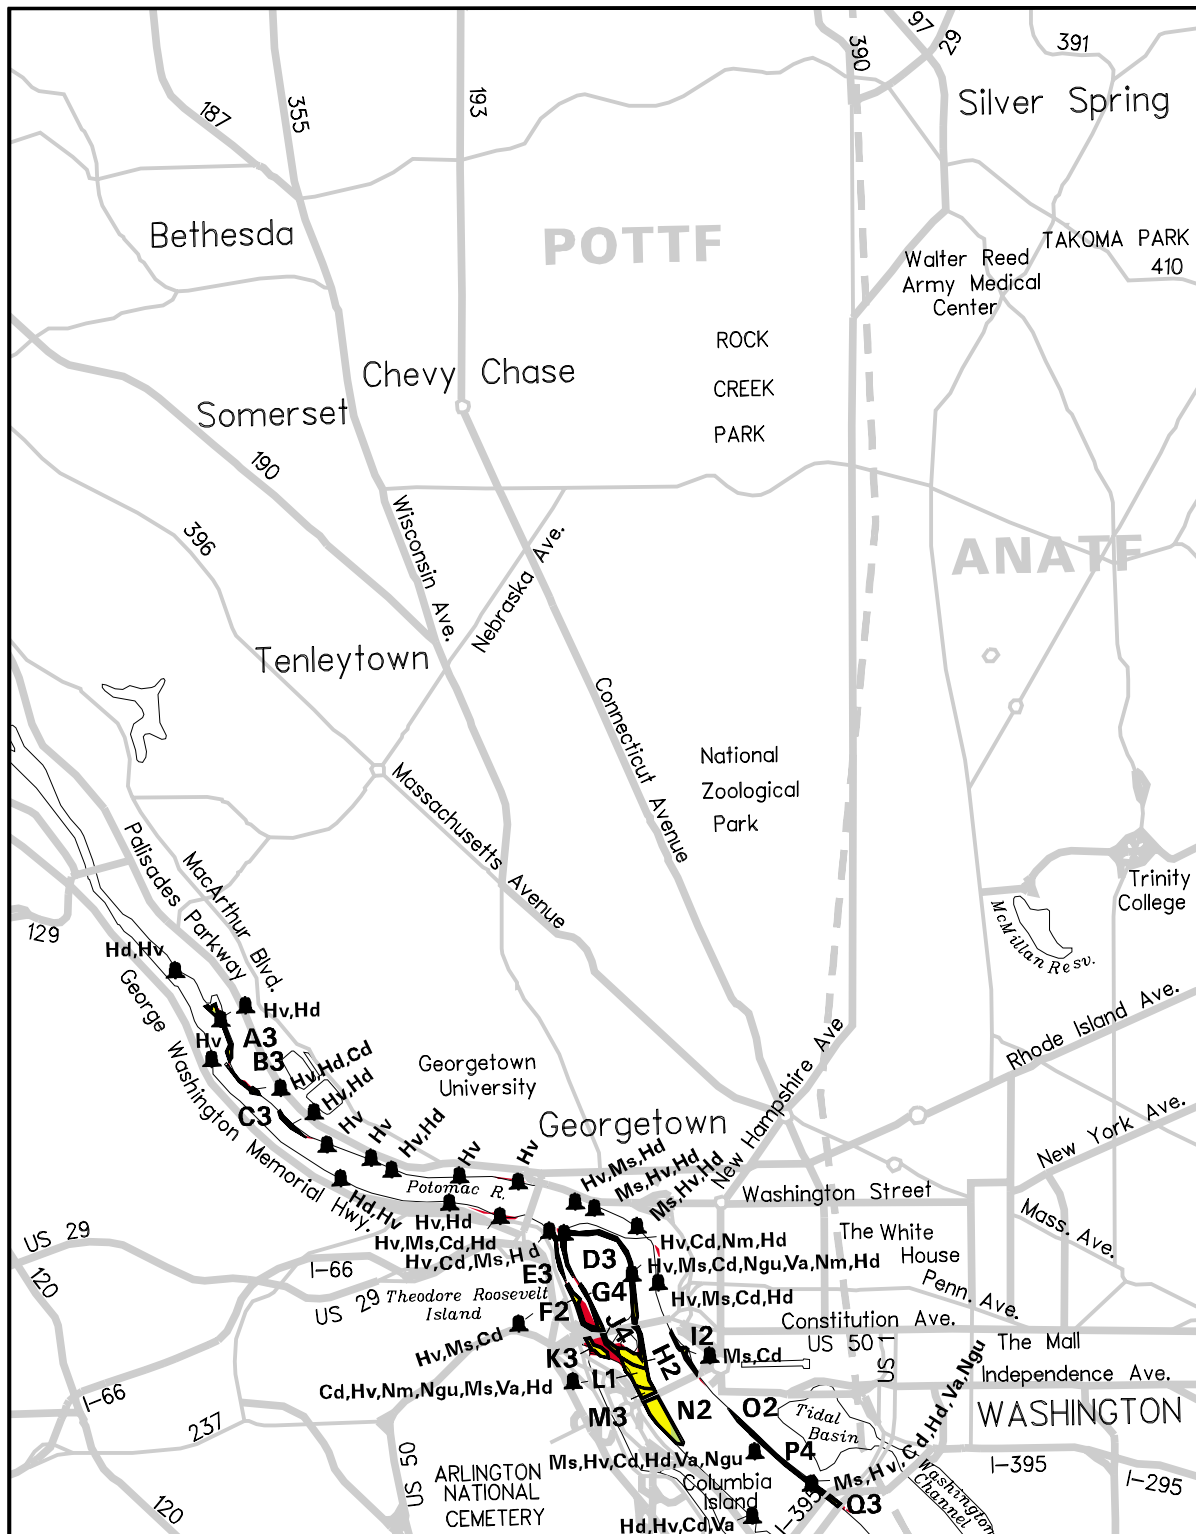 97
29
390
391
187
355
193
Silver Spring
Bethesda
POTTF
TAKOMA PARK
410
Walter Reed
Army Medical
Center
ROCK
CREEK
PARK
Chevy Chase
Somerset
190
396
Wisconsin Ave.
Nebraska Ave.
ANATF
Tenleytown
Connecticut Avenue
Massachusetts Avenue
National
Zoological
Park
Palisades Parkway
MacArthur Blvd.
Trinity
College
McMillan Resv.
129
Hd,Hv
George Washington Memorial Hwy.
Hv,Hd
A3
Hv
B3
Hv,Hd,Cd
Hv,Hd
C3
Hv
Hv
Hv,Hd
Hv
Hv
Georgetown
University
Georgetown
New Hampshire Ave
Rhode Island Ave.
New York Ave.
Mass. Ave.
Potomac R.
Hd,Hv
Hv,Hd
Hv,Ms,Cd,Hd
Hv,Cd,Ms,Hd
Hv,Ms,Hd
Ms,Hv,Hd
Ms,Hv,Hd
Washington Street
The White
House
Hv,Cd,Nm,Hd
Hv,Ms,Cd,Ngu,Va,Nm,Hd
Hv,Ms,Cd,Hd
Penn. Ave.
US 29
120
I-66
US 29
Theodore Roosevelt
Island
D3
E3
G4
F2
J4
Hv,Ms,Cd
K3
L1
H2
I2
Ms,Cd
Constitution Ave.
US 50
US 1
The Mall
Independence Ave.
WASHINGTON
Cd,Hv,Nm,Ngu,Ms,Va,Hd
M3
N2
O2
Tidal
Basin
P4
Ms,Hv,Cd,Hd,Va,Ngu
Ms,Hv,Cd,Hd,Va,Ngu
Q3
I-66
237
US 50
120
ARLINGTON
NATIONAL
CEMETERY
Columbia
Island
I-395
Hd,Hv,Cd,Va
Washington
Channel
I-395
I-295